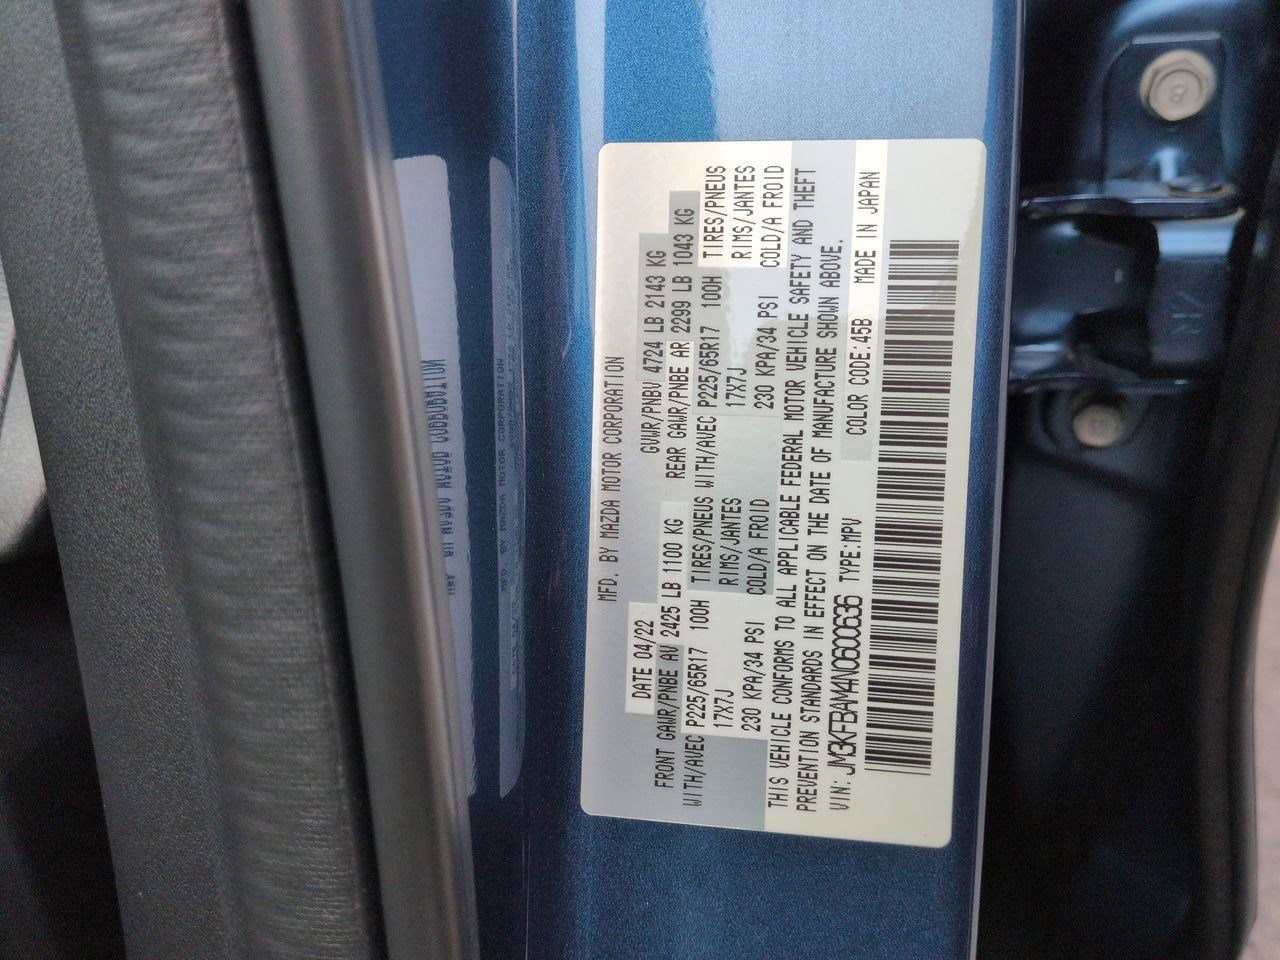 MFD. BY MAZDA MOTOR CORPORATION
DATE 04/22 GVWR/PNBV 4724 LB 2143 KG
FRONT GAWR/PNBE AV 2425 LB 1100 KG REAR GAWR/PNBE AR 2299 LB 1043 KG
WITH/AVEC P225/65R17 100H TIRES/PNEUS WITH/AVEC P225/65R17 100H TIRES/PNEUS
17X7J RIMS/JANTES 17X7J RIMS/JANTES
230 KPA/34 PSI COLD/A FROID 230 KPA/34 PSI COLD/A FROID
THIS VEHICLE CONFORMS TO ALL APPLICABLE FEDERAL MOTOR VEHICLE SAFETY AND THEFT
PREVENTION STANDARDS IN EFFECT ON THE DATE OF MANUFACTURE SHOWN ABOVE.
VIN: JM3KFBAM4N0600636 TYPE:MPV COLOR CODE:45B MADE IN JAPAN
8